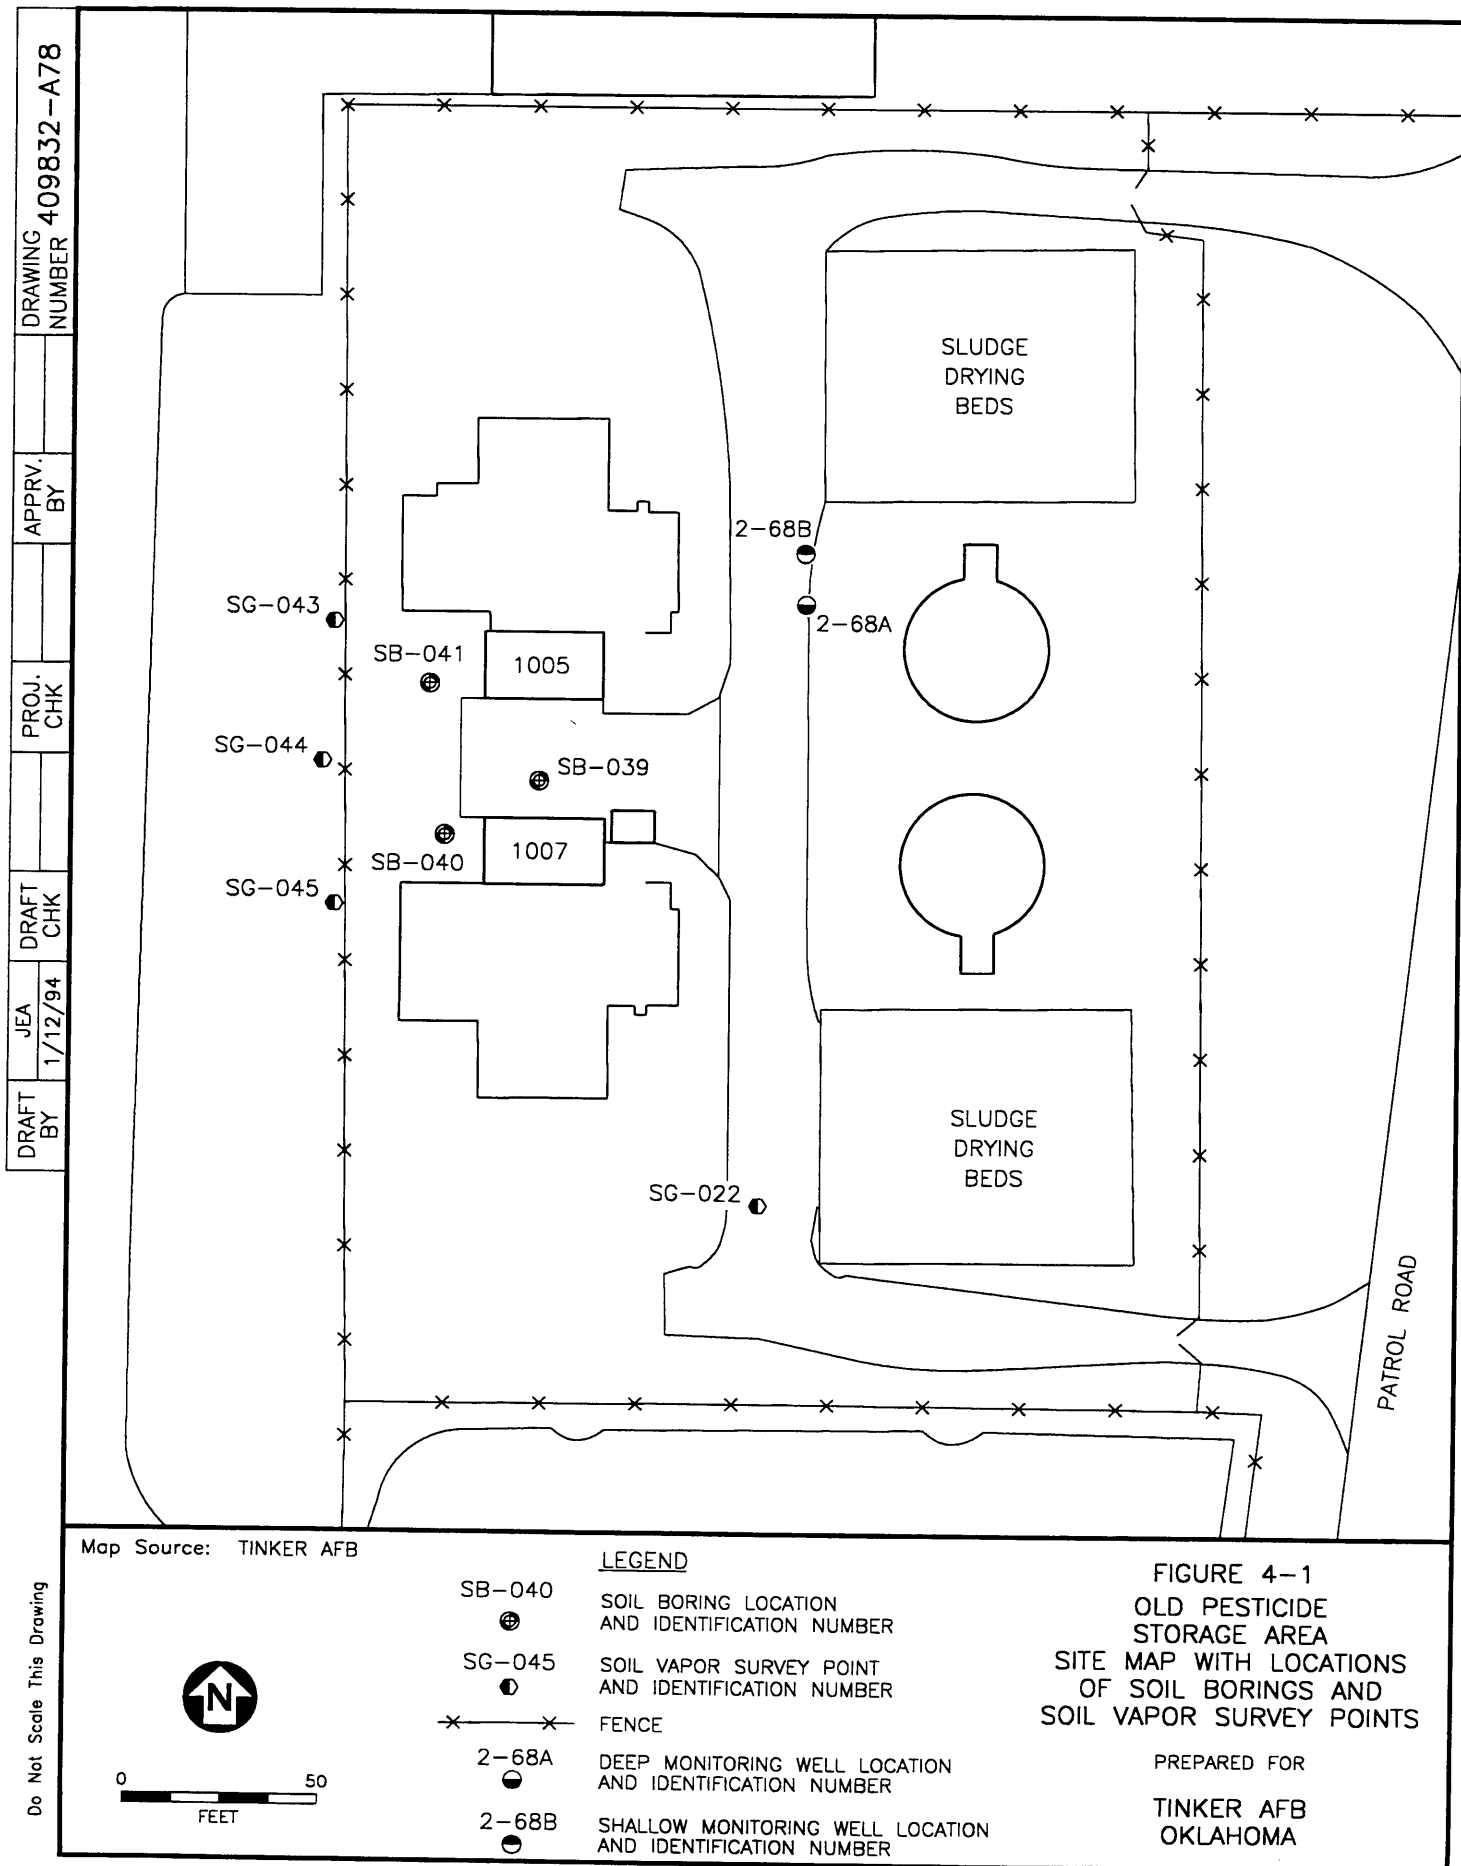 DRAWING
NUMBER 409832-A78
APPRV.
BY
PROJ.
CHK
DRAFT
CHK
JEA
1/12/94
DRAFT
BY
SLUDGE
DRYING
BEDS
2-68B
2-68A
SG-043
SB-041
1005
SG-044
SB-039
SB-040
1007
SG-045
SLUDGE
DRYING
BEDS
SG-022
PATROL ROAD
Do Not Scale This Drawing
Map Source: TINKER AFB
N
0 50
FEET
LEGEND
SB-040
SOIL BORING LOCATION
AND IDENTIFICATION NUMBER
SG-045
SOIL VAPOR SURVEY POINT
AND IDENTIFICATION NUMBER
FENCE
2-68A
DEEP MONITORING WELL LOCATION
AND IDENTIFICATION NUMBER
2-68B
SHALLOW MONITORING WELL LOCATION
AND IDENTIFICATION NUMBER
FIGURE 4-1
OLD PESTICIDE
STORAGE AREA
SITE MAP WITH LOCATIONS
OF SOIL BORINGS AND
SOIL VAPOR SURVEY POINTS
PREPARED FOR
TINKER AFB
OKLAHOMA